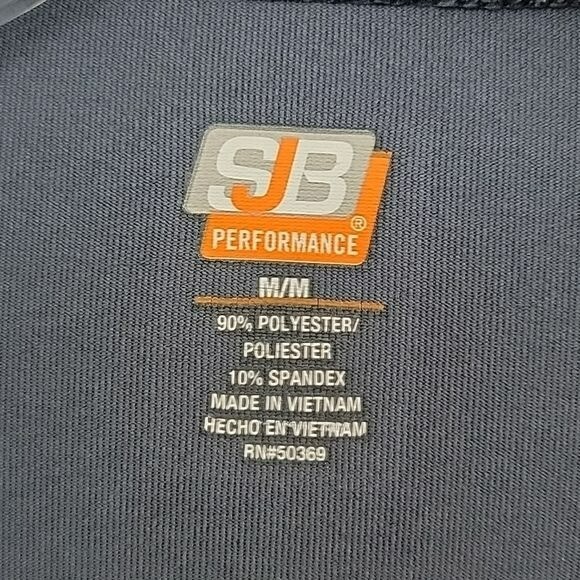 SJB
PERFORMANCE®
M/M
90% POLYESTER/
POLIESTER
10% SPANDEX
MADE IN VIETNAM
HECHO EN VIETNAM
RN#50369